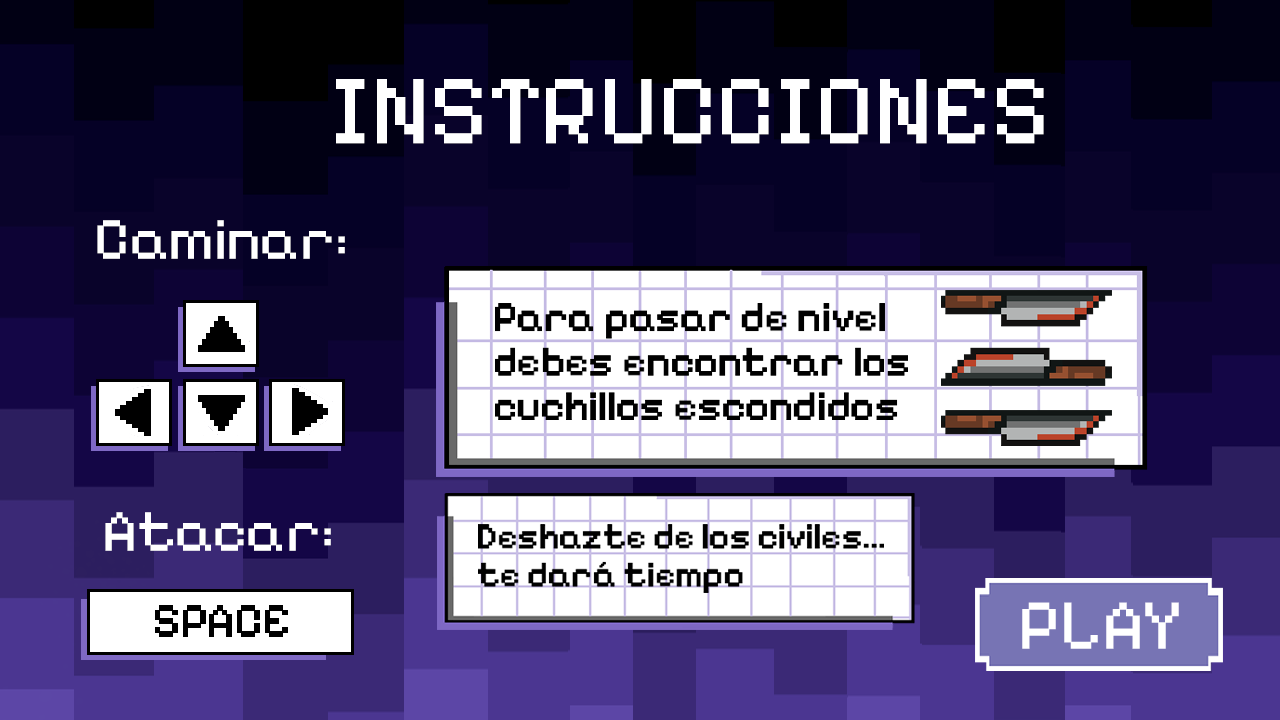 INSTRUCCIONES
Caminar:
Para pasar de nivel
debes encontrar los
cuchillos escondidos
Atacar:
SPACE
Deshazte de los civiles...
te dará tiempo
PLAY